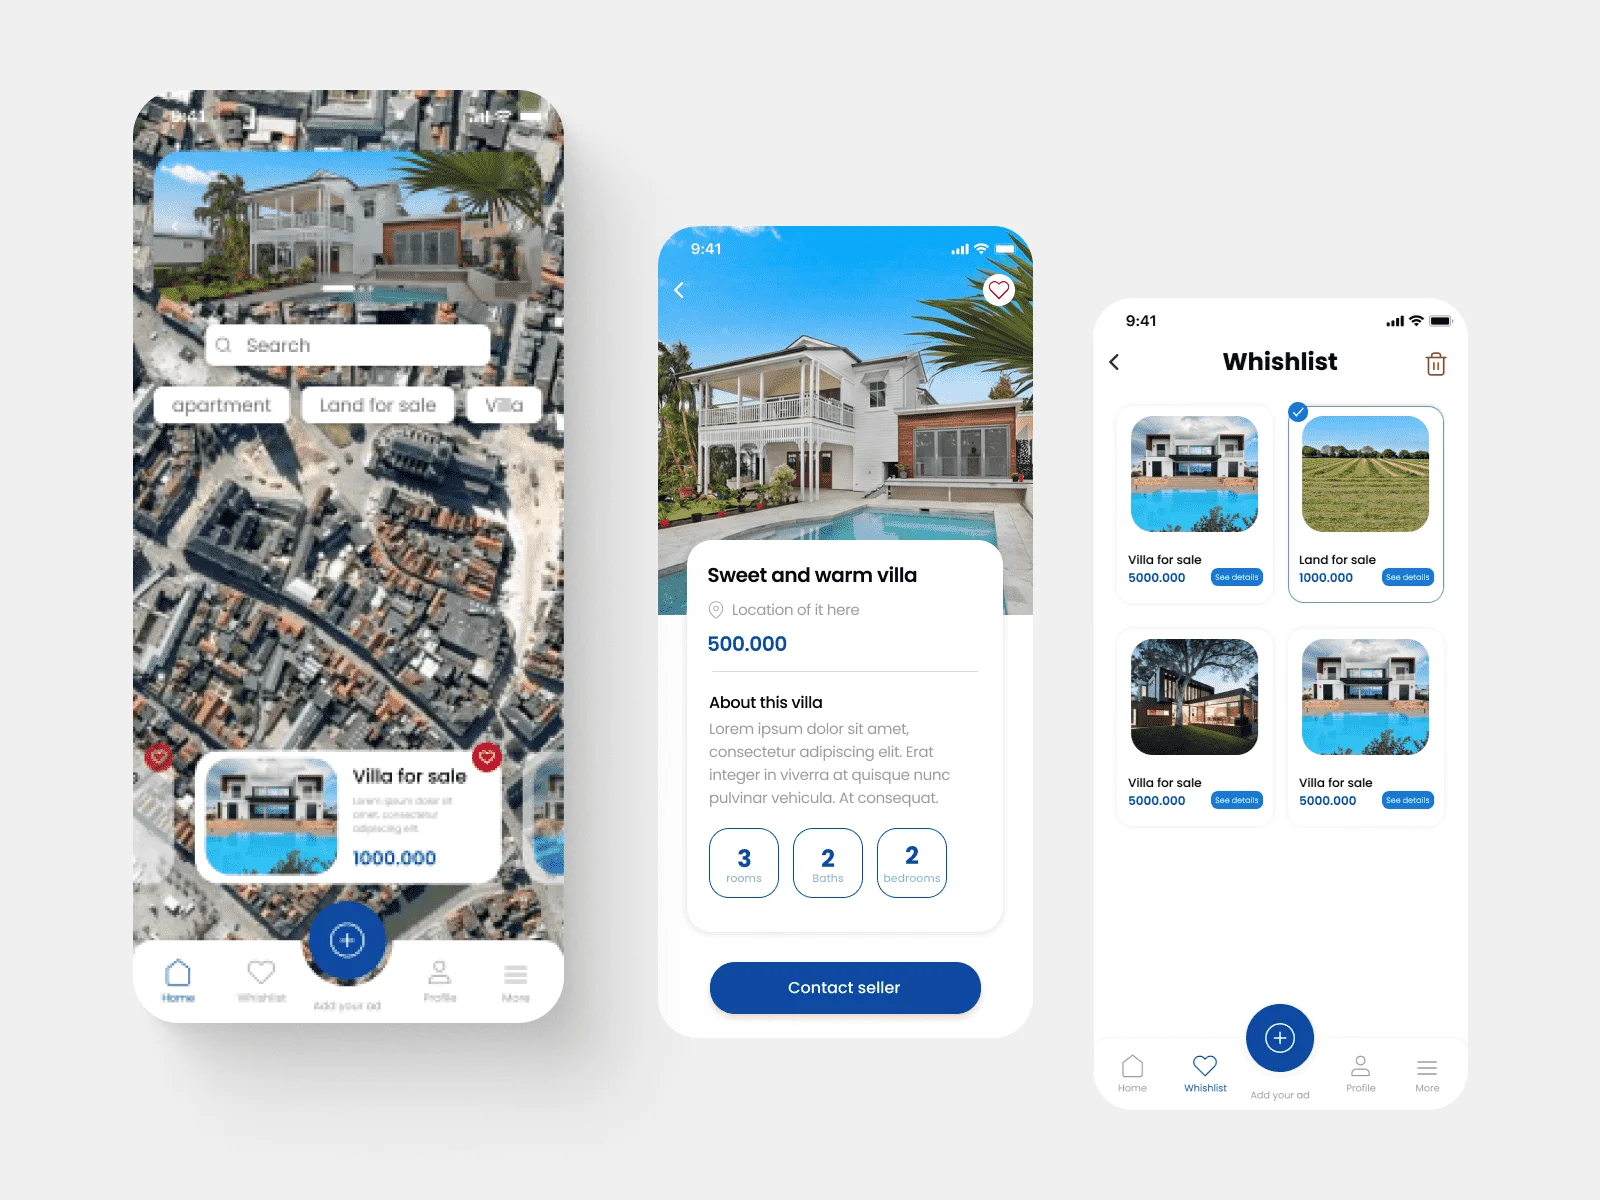 9:41
Search
apartment
Land for sale
Villa
Villa for sale
Lorem ipsum dolor sit
amet, consectetur
adipiscing elit.
1000.000
Home
Whishlist
Add your ad
Profile
More
9:41
Sweet and warm villa
Location of it here
500.000
About this villa
Lorem ipsum dolor sit amet,
consectetur adipiscing elit. Erat
integer in viverra at quisque nunc
pulvinar vehicula. At consequat.
3
rooms
2
Baths
2
bedrooms
Contact seller
9:41
Whishlist
Villa for sale
5000.000
See details
Land for sale
1000.000
See details
Villa for sale
5000.000
See details
Villa for sale
5000.000
See details
Home
Whishlist
Add your ad
Profile
More